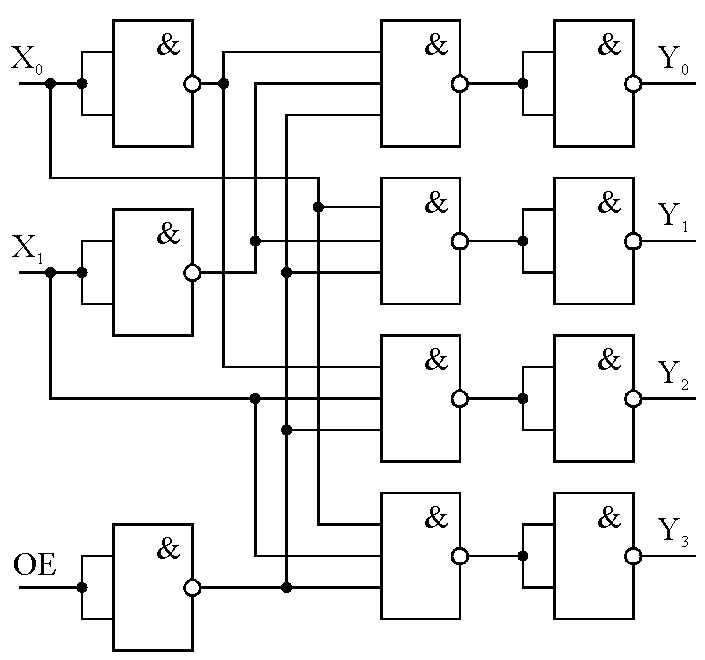 X₀ & & & Y₀
& & Y₁
X₁ &
& & Y₂
OE & & & Y₃